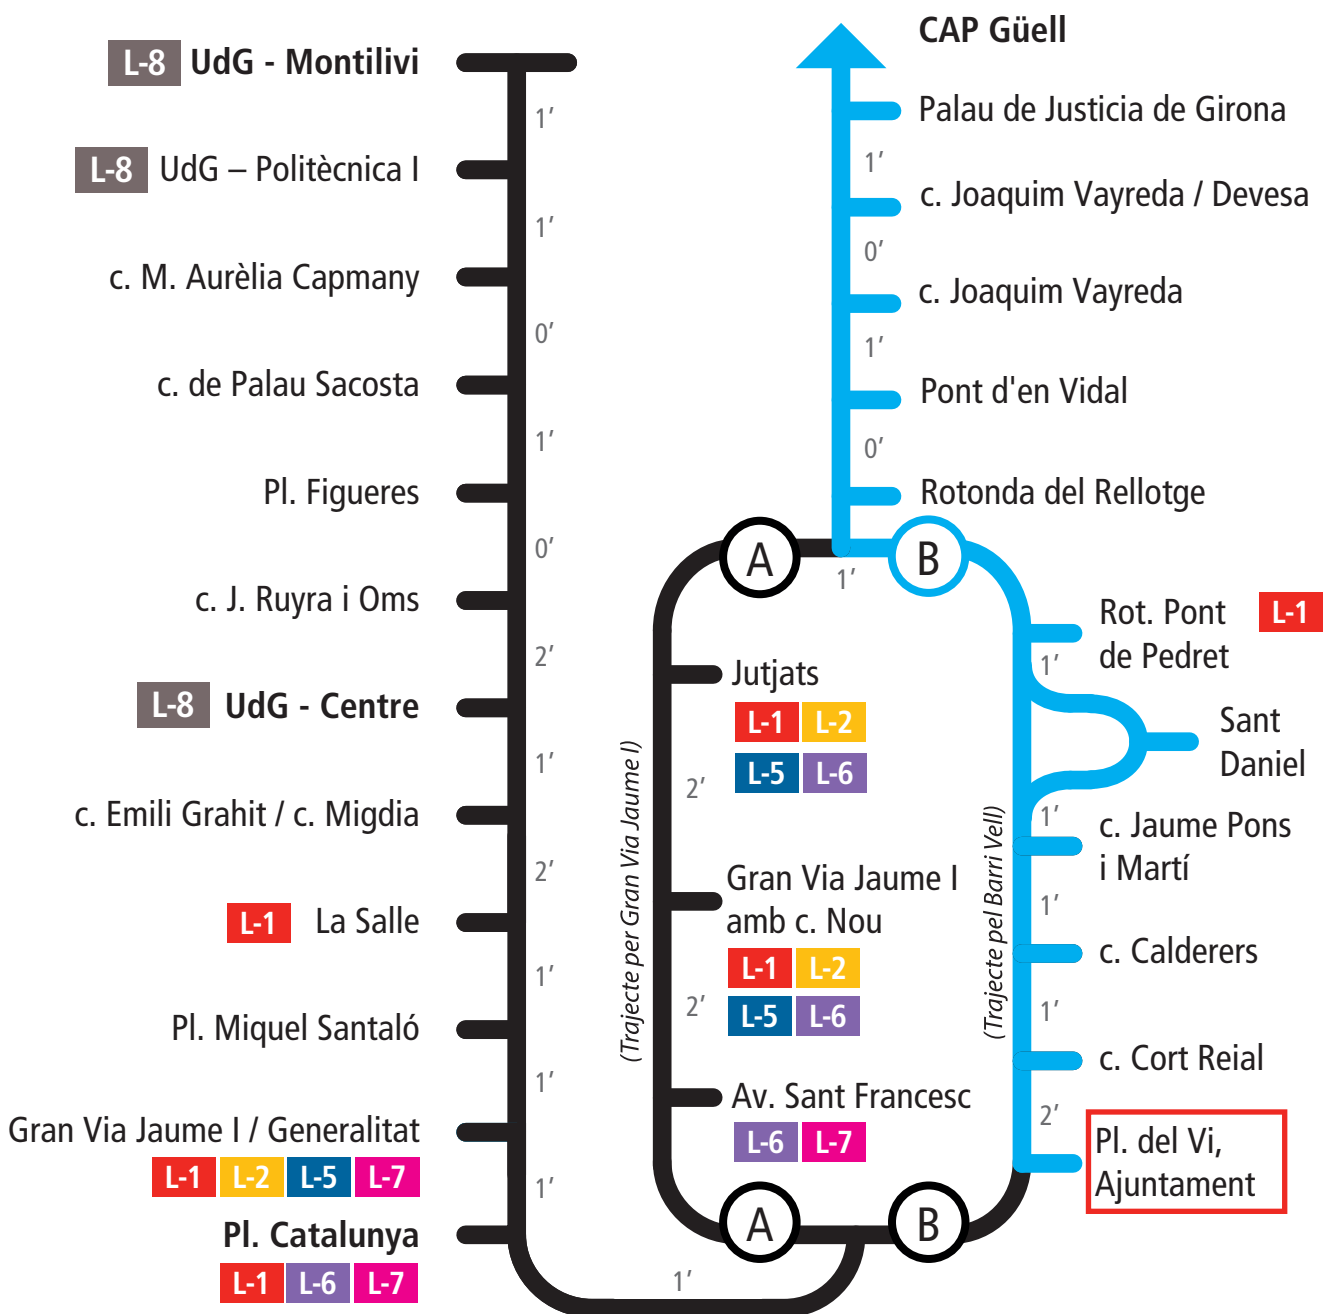 L-8 UdG - Montilivi
1’
L-8 UdG – Politècnica I
1’
c. M. Aurèlia Capmany
0’
c. de Palau Sacosta
1’
Pl. Figueres
0’
c. J. Ruyra i Oms
2’
L-8 UdG - Centre
1’
c. Emili Grahit / c. Migdia
2’
L-1 La Salle
1’
Pl. Miquel Santaló
1’
Gran Via Jaume I / Generalitat
L-1 L-2 L-5 L-7
1’
Pl. Catalunya
L-1 L-6 L-7
1’
A
(Trajecte per Gran Via Jaume I)
Jutjats
L-1 L-2
L-5 L-6
2’
Gran Via Jaume I
amb c. Nou
L-1 L-2
L-5 L-6
2’
Av. Sant Francesc
L-6 L-7
A
CAP Güell
Palau de Justicia de Girona
1’
c. Joaquim Vayreda / Devesa
0’
c. Joaquim Vayreda
1’
Pont d'en Vidal
0’
Rotonda del Rellotge
1’
B
Rot. Pont L-1
de Pedret
1’
Sant
Daniel
1’
(Trajecte pel Barri Vell)
c. Jaume Pons
i Martí
1’
c. Calderers
1’
c. Cort Reial
2’
Pl. del Vi,
Ajuntament
B